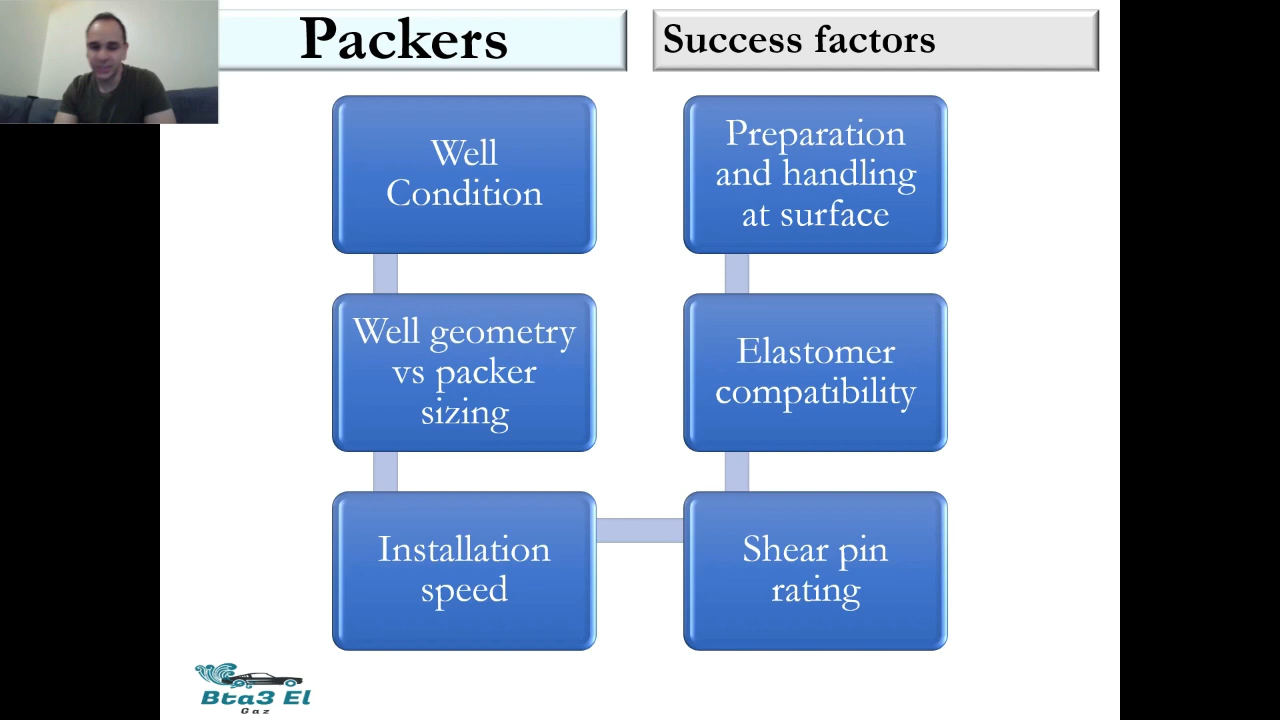 Packers
Success factors
Well
Condition
Well geometry
vs packer
sizing
Installation
speed
Shear pin
rating
Elastomer
compatibility
Preparation
and handling
at surface
Bta3 El
Gaz